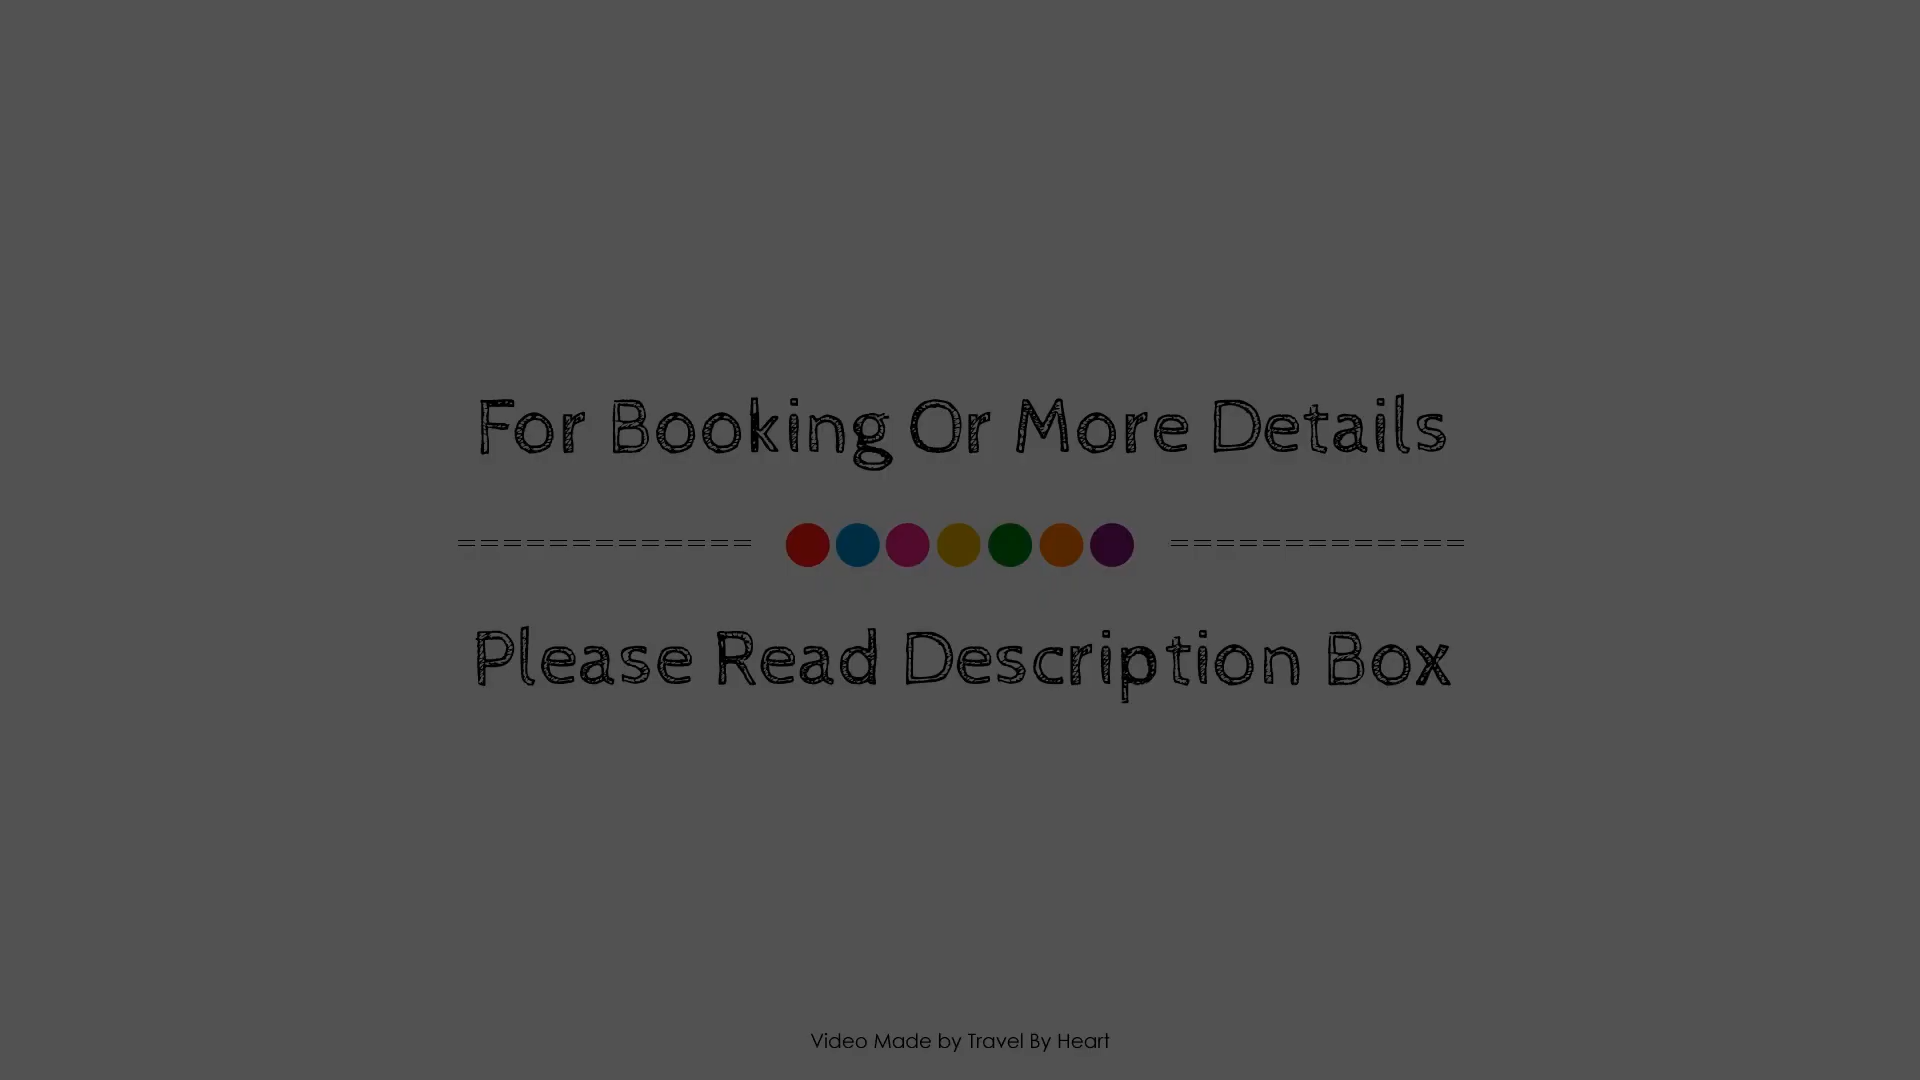 For Booking Or More Details
============= =============
Please Read Description Box
Video Made by Travel By Heart